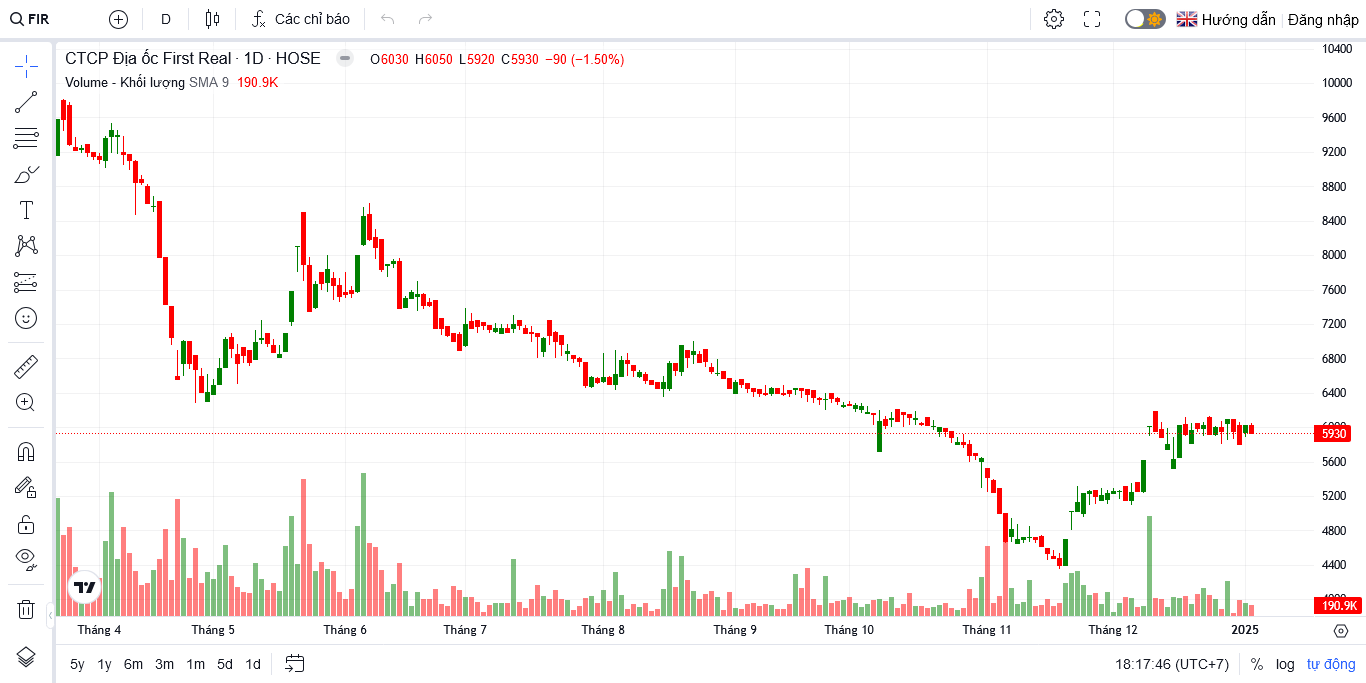 FIR D Các chỉ báo Hướng dẫn Đăng nhập
CTCP Địa ốc First Real · 1D · HOSE O6030 H6050 L5920 C5930 −90 (−1.50%)
Volume - Khối lượng SMA 9 190.9K
10400
10000
9600
9200
8800
8400
8000
7600
7200
6800
6400
5930
5600
5200
4800
4400
190.9K
Tháng 4 Tháng 5 Tháng 6 Tháng 7 Tháng 8 Tháng 9 Tháng 10 Tháng 11 Tháng 12 2025
5y 1y 6m 3m 1m 5d 1d 18:17:46 (UTC+7) % log tự động